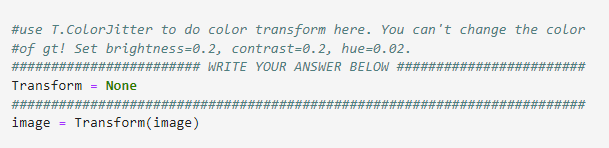 #use T.ColorJitter to do color transform here. You can't change the color
#of gt! Set brightness=0.2, contrast=0.2, hue=0.02.
######################## WRITE YOUR ANSWER BELOW ########################
Transform = None
#########################################################################
image = Transform(image)